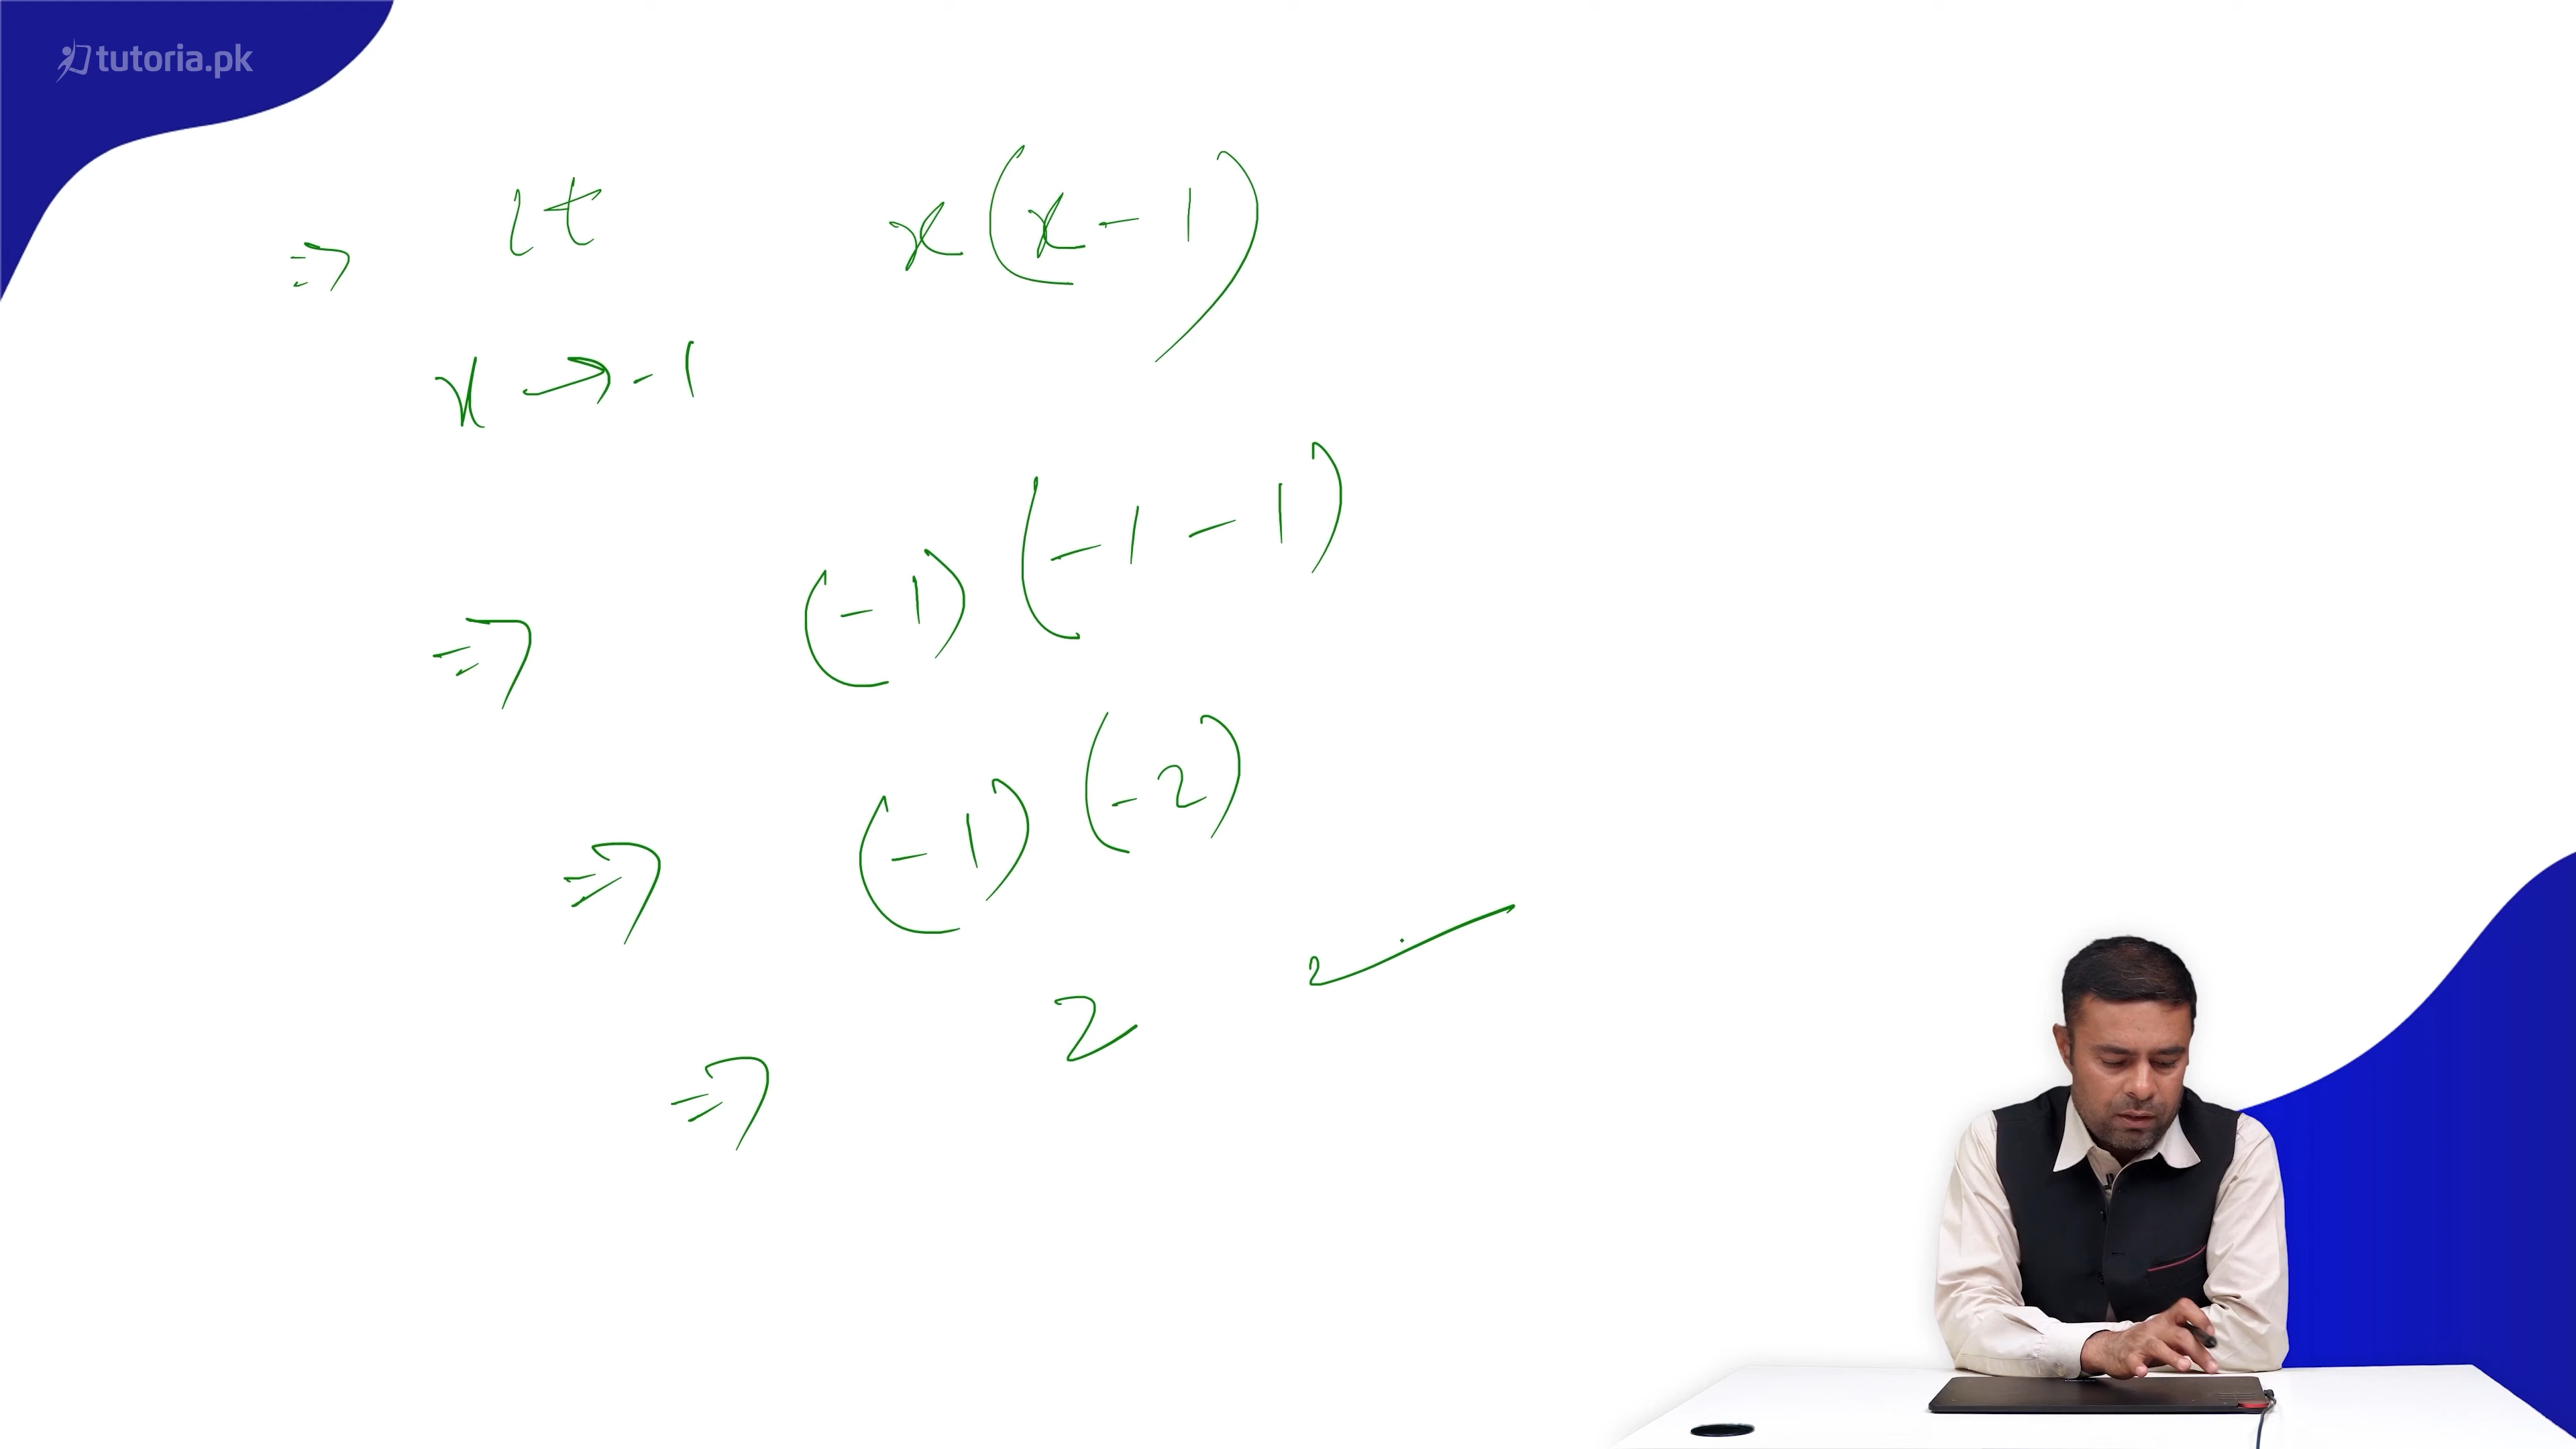 tutoria.pk
⇒ lt x(x-1)
x→-1
⇒ (-1)(-1-1)
⇒ (-1)(-2)
⇒ 2